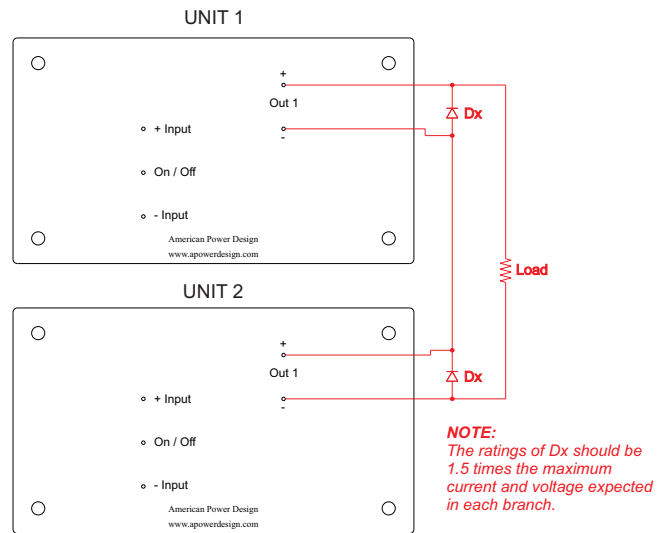 UNIT 1
+
Out 1
Dx
-
+ Input
On / Off
- Input
American Power Design
www.apowerdesign.com
Load
UNIT 2
+
Out 1
Dx
-
+ Input
On / Off
- Input
American Power Design
www.apowerdesign.com
NOTE:
The ratings of Dx should be
1.5 times the maximum
current and voltage expected
in each branch.